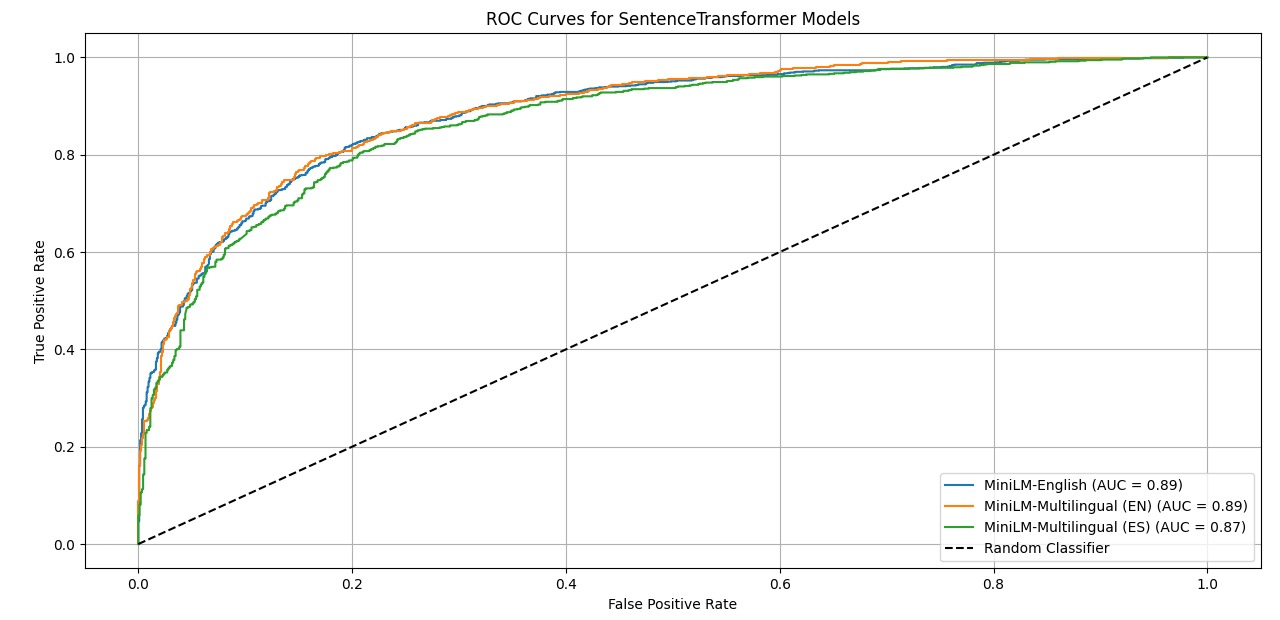 ROC Curves for SentenceTransformer Models
True Positive Rate
1.0
0.8
0.6
0.4
0.2
0.0
MiniLM-English (AUC = 0.89)
MiniLM-Multilingual (EN) (AUC = 0.89)
MiniLM-Multilingual (ES) (AUC = 0.87)
Random Classifier
0.0 0.2 0.4 0.6 0.8 1.0
False Positive Rate